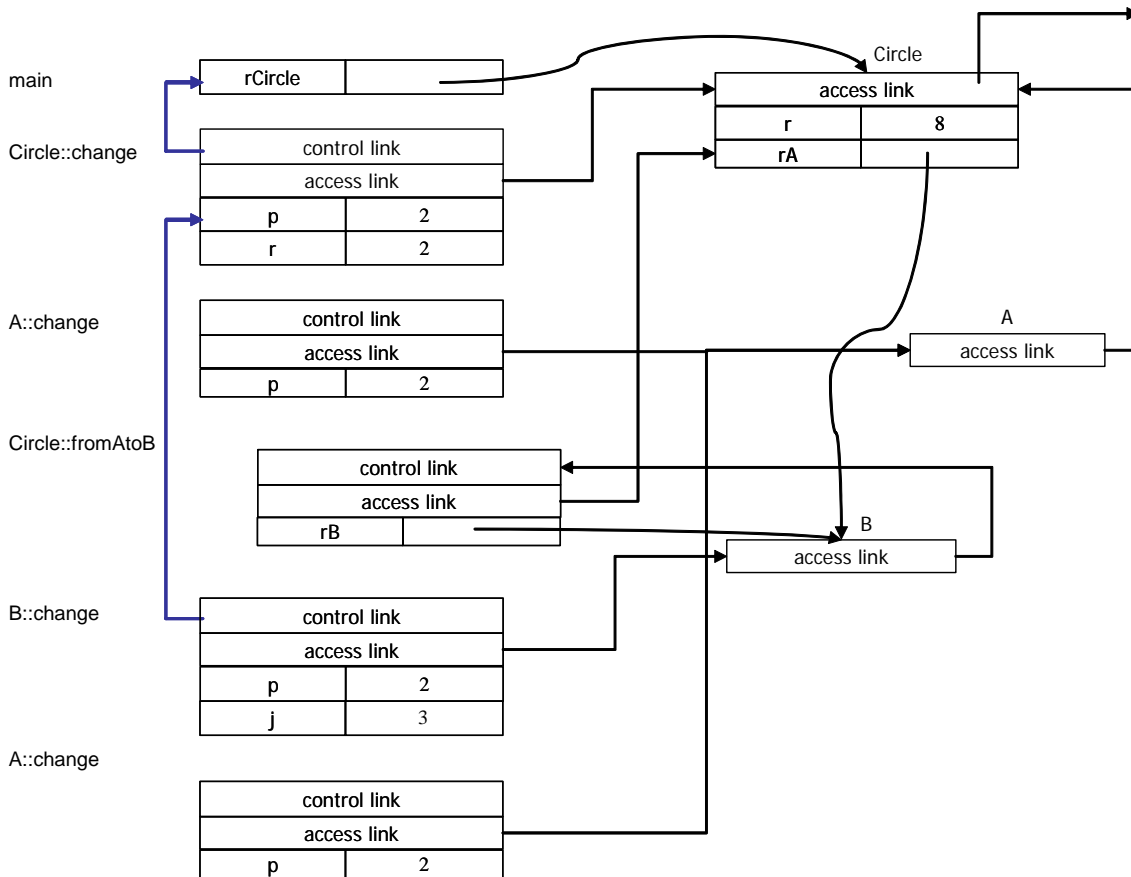 Circle
main
rCircle
access link
r 8
rA
Circle::change
control link
access link
p 2
r 2
A::change
control link
access link
p 2
A
access link
Circle::fromAtoB
control link
access link
rB
B
access link
B::change
control link
access link
p 2
j 3
A::change
control link
access link
p 2